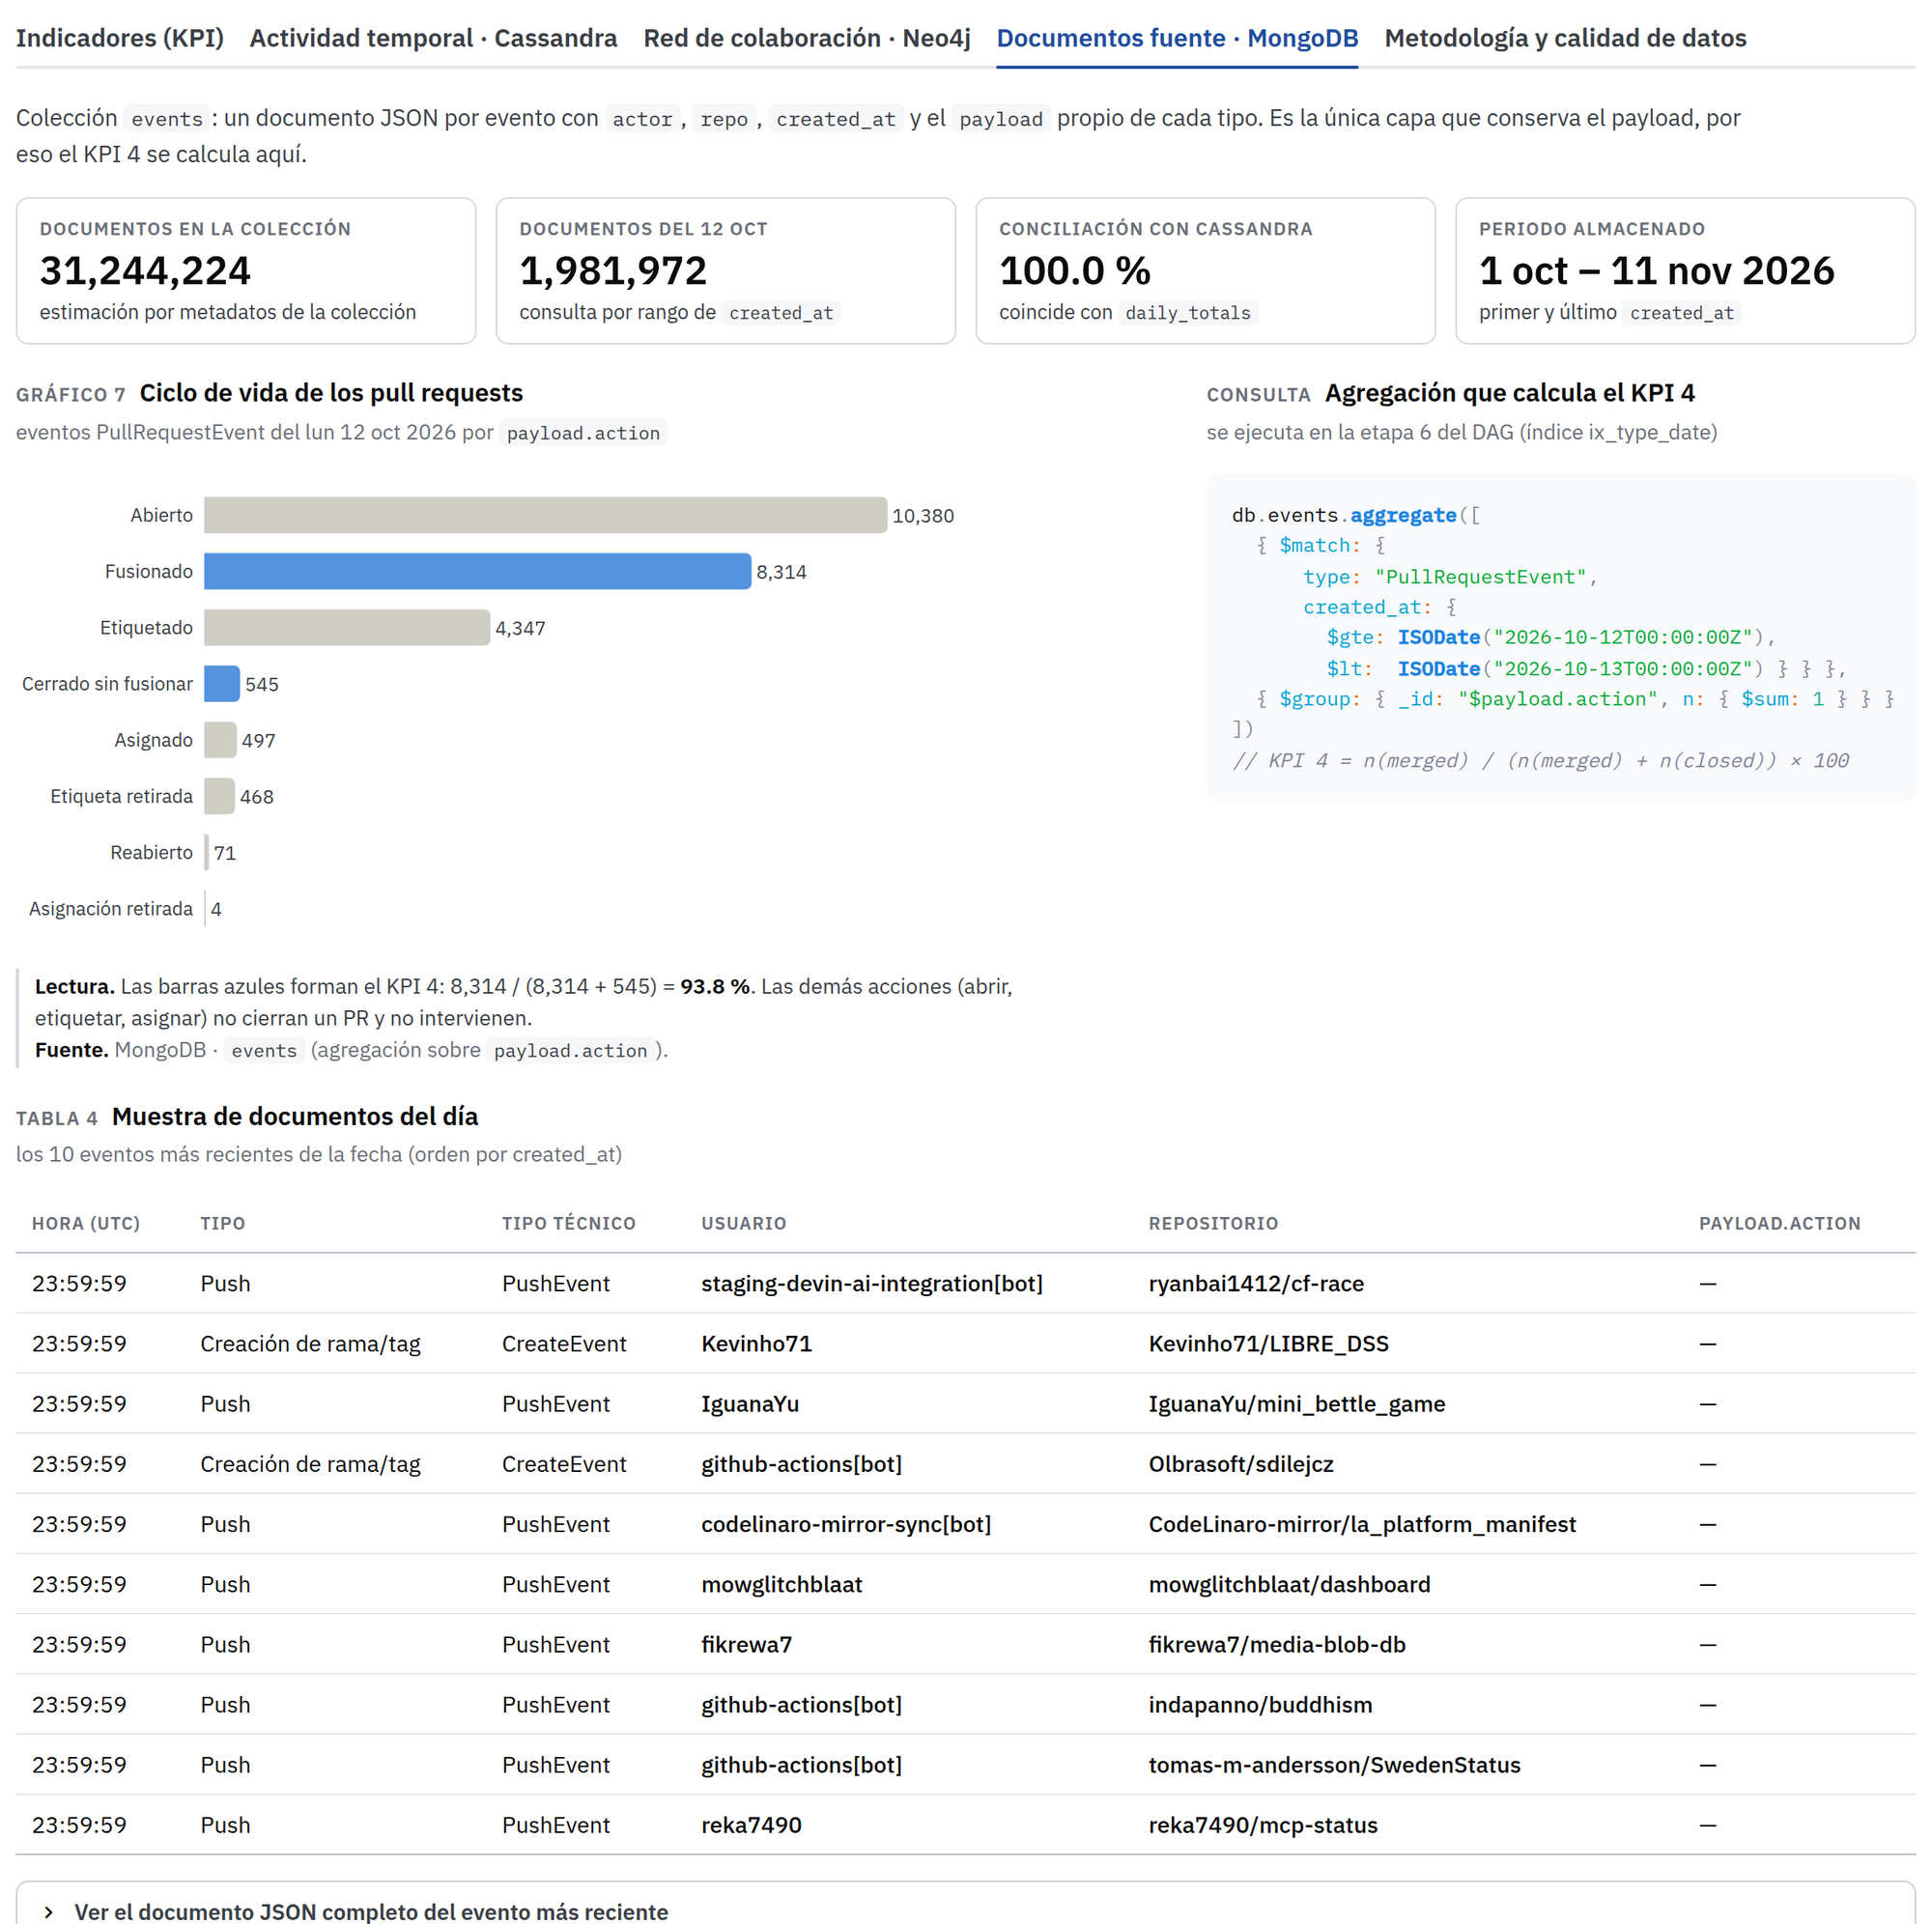 Indicadores (KPI) Actividad temporal · Cassandra Red de colaboración · Neo4j Documentos fuente · MongoDB Metodología y calidad de datos
Colección events : un documento JSON por evento con actor , repo , created_at y el payload propio de cada tipo. Es la única capa que conserva el payload, por
eso el KPI 4 se calcula aquí.
DOCUMENTOS EN LA COLECCIÓN
31,244,224
estimación por metadatos de la colección
DOCUMENTOS DEL 12 OCT
1,981,972
consulta por rango de created_at
CONCILIACIÓN CON CASSANDRA
100.0 %
coincide con daily_totals
PERIODO ALMACENADO
1 oct – 11 nov 2026
primer y último created_at
GRÁFICO 7 Ciclo de vida de los pull requests
eventos PullRequestEvent del lun 12 oct 2026 por payload.action
Abierto 10,380
Fusionado 8,314
Etiquetado 4,347
Cerrado sin fusionar 545
Asignado 497
Etiqueta retirada 468
Reabierto 71
Asignación retirada 4
Lectura. Las barras azules forman el KPI 4: 8,314 / (8,314 + 545) = 93.8 %. Las demás acciones (abrir,
etiquetar, asignar) no cierran un PR y no intervienen.
Fuente. MongoDB · events (agregación sobre payload.action ).
CONSULTA Agregación que calcula el KPI 4
se ejecuta en la etapa 6 del DAG (índice ix_type_date)
db.events.aggregate([
{ $match: {
type: "PullRequestEvent",
created_at: {
$gte: ISODate("2026-10-12T00:00:00Z"),
$lt: ISODate("2026-10-13T00:00:00Z") } } },
{ $group: { _id: "$payload.action", n: { $sum: 1 } } }
])
// KPI 4 = n(merged) / (n(merged) + n(closed)) × 100
TABLA 4 Muestra de documentos del día
los 10 eventos más recientes de la fecha (orden por created_at)
HORA (UTC) TIPO TIPO TÉCNICO USUARIO REPOSITORIO PAYLOAD.ACTION
23:59:59 Push PushEvent staging-devin-ai-integration[bot] ryanbai1412/cf-race —
23:59:59 Creación de rama/tag CreateEvent Kevinho71 Kevinho71/LIBRE_DSS —
23:59:59 Push PushEvent IguanaYu IguanaYu/mini_bettle_game —
23:59:59 Creación de rama/tag CreateEvent github-actions[bot] Olbrasoft/sdilejcz —
23:59:59 Push PushEvent codelinaro-mirror-sync[bot] CodeLinaro-mirror/la_platform_manifest —
23:59:59 Push PushEvent mowglitchblaat mowglitchblaat/dashboard —
23:59:59 Push PushEvent fikrewa7 fikrewa7/media-blob-db —
23:59:59 Push PushEvent github-actions[bot] indapanno/buddhism —
23:59:59 Push PushEvent github-actions[bot] tomas-m-andersson/SwedenStatus —
23:59:59 Push PushEvent reka7490 reka7490/mcp-status —
Ver el documento JSON completo del evento más reciente